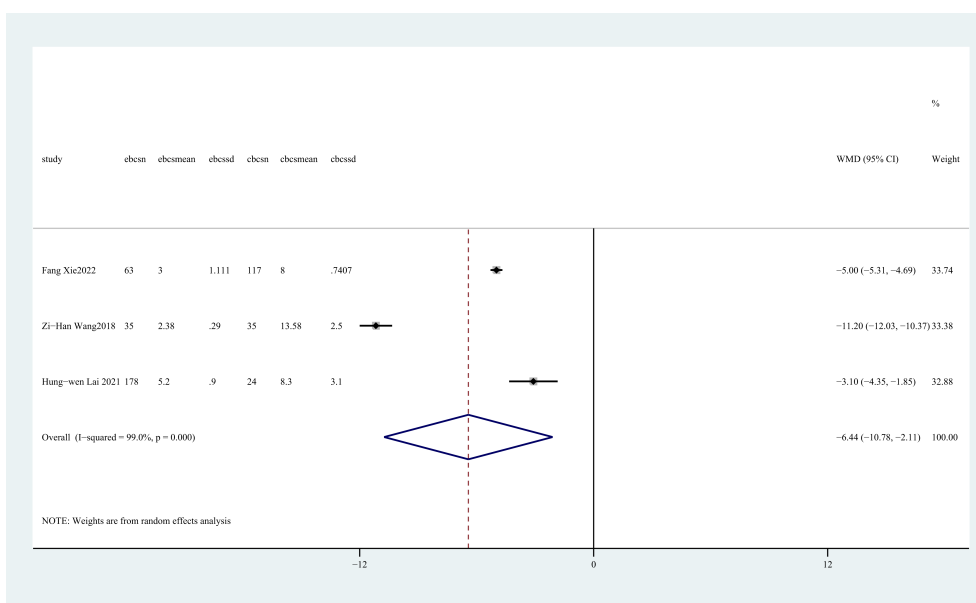 %
study ebcsn ebcsmean ebcssd cbcsn cbcsmean cbcssd WMD (95% CI) Weight
Fang Xie2022 63 3 1.111 117 8 .7407 −5.00 (−5.31, −4.69) 33.74
Zi−Han Wang2018 35 2.38 .29 35 13.58 2.5 −11.20 (−12.03, −10.37) 33.38
Hung−wen Lai 2021 178 5.2 .9 24 8.3 3.1 −3.10 (−4.35, −1.85) 32.88
Overall (I−squared = 99.0%, p = 0.000) −6.44 (−10.78, −2.11) 100.00
NOTE: Weights are from random effects analysis
−12 0 12